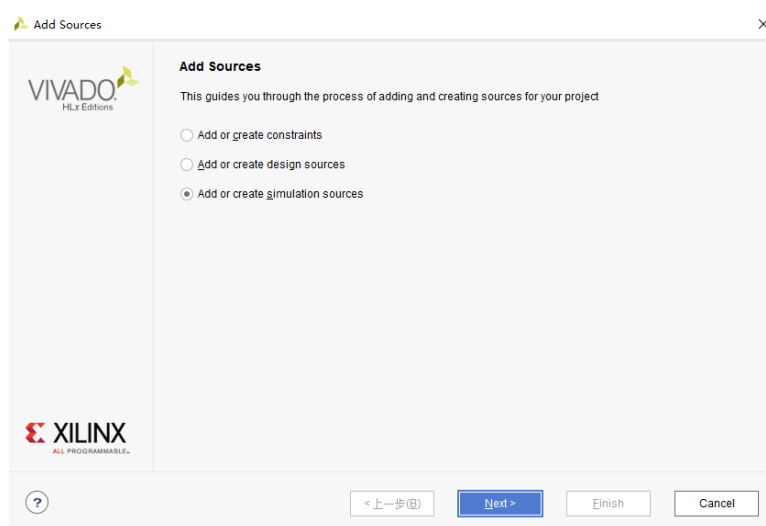 Add Sources
VIVADO.
HLx Editions
Add Sources
This guides you through the process of adding and creating sources for your project
Add or create constraints
Add or create design sources
Add or create simulation sources
XILINX
ALL PROGRAMMABLE.
?
<上一步(B)
Next >
Finish
Cancel